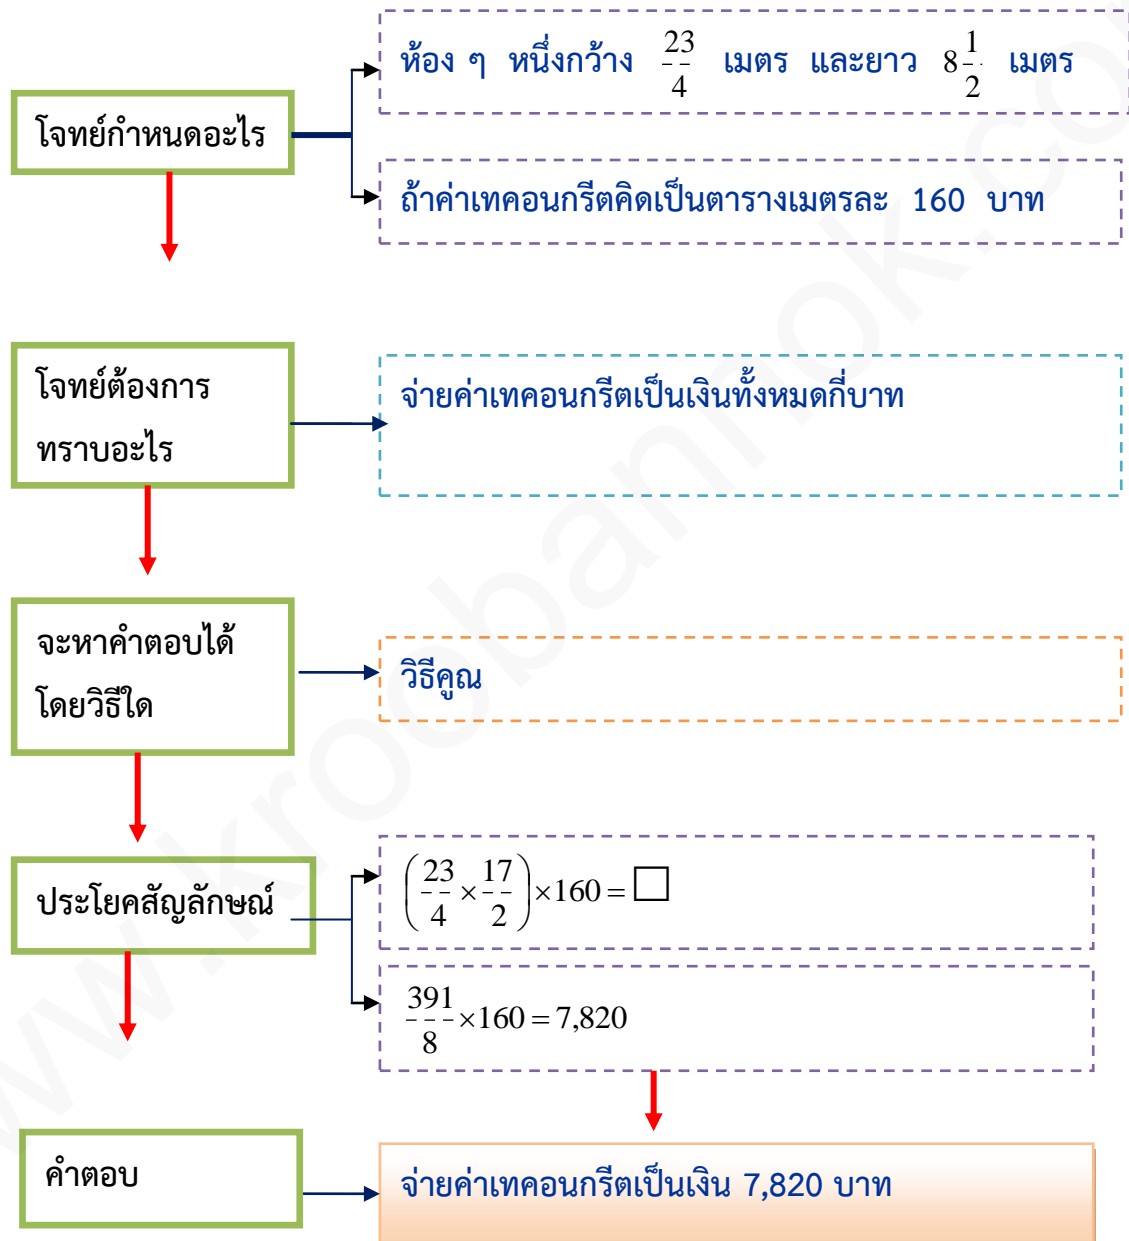 โจทย์กำหนดอะไร
ห้อง ๆ หนึ่งกว้าง 23/4 เมตร และยาว 8 1/2 เมตร
ถ้าค่าเทคอนกรีตคิดเป็นตารางเมตรละ 160 บาท
โจทย์ต้องการ
ทราบอะไร
จ่ายค่าเทคอนกรีตเป็นเงินทั้งหมดกี่บาท
จะหาคำตอบได้
โดยวิธีใด
วิธีคูณ
ประโยคสัญลักษณ์
(23/4 × 17/2) × 160 = □
391/8 × 160 = 7,820
คำตอบ
จ่ายค่าเทคอนกรีตเป็นเงิน 7,820 บาท
www.kroobannok.com